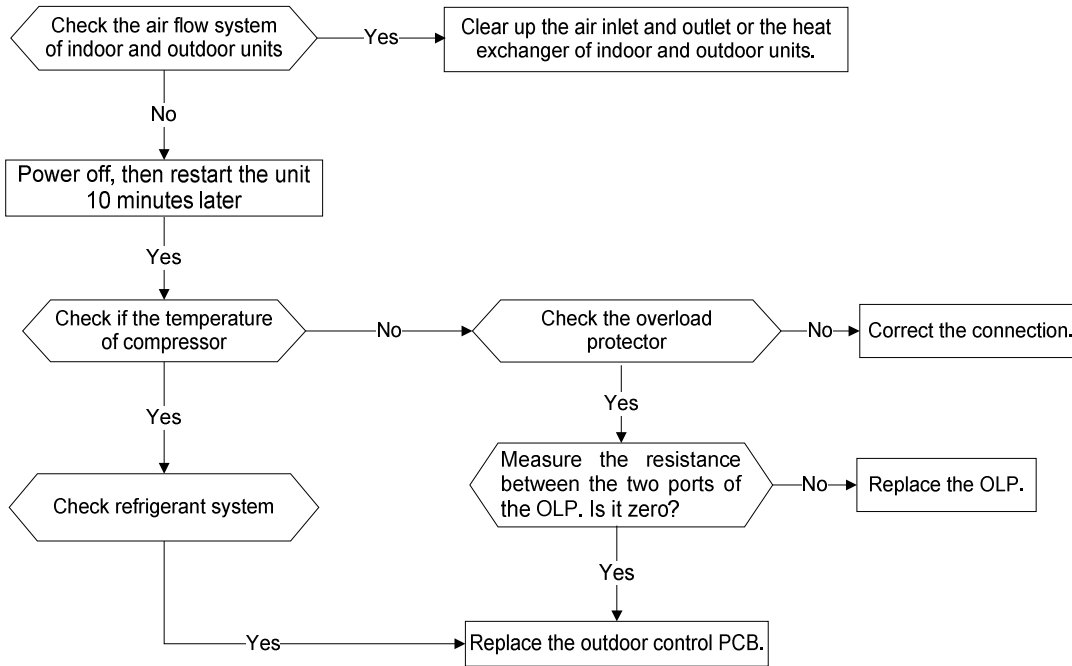 Check the air flow system
of indoor and outdoor units
Yes
Clear up the air inlet and outlet or the heat
exchanger of indoor and outdoor units.
No
Power off, then restart the unit
10 minutes later
Yes
Check if the temperature
of compressor
No
Check the overload
protector
No
Correct the connection.
Yes
Yes
Check refrigerant system
Measure the resistance
between the two ports of
the OLP. Is it zero?
No
Replace the OLP.
Yes
Yes
Replace the outdoor control PCB.